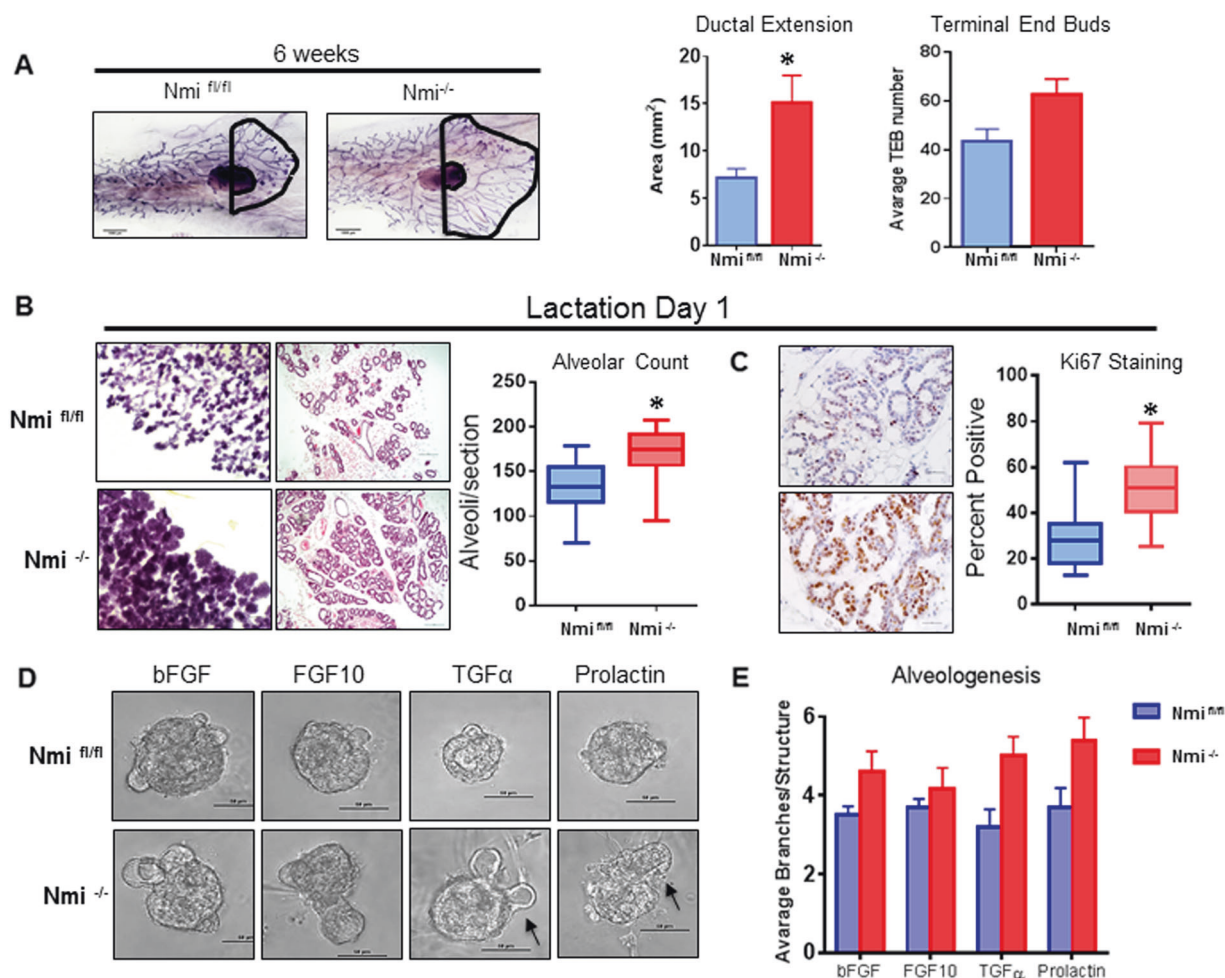 A
6 weeks
Nmi fl/fl
Nmi-/-
Ductal Extension
*
Area (mm2)
20
15
10
5
0
Nmi fl/fl
Nmi -/-
Terminal End Buds
Avarage TEB number
80
60
40
20
0
Nmi fl/fl
Nmi -/-
B
Lactation Day 1
Nmi fl/fl
Nmi -/-
Alveolar Count
*
Alveoli/section
250
200
150
100
50
0
Nmi fl/fl
Nmi -/-
C
Ki67 Staining
*
Percent Positive
100
80
60
40
20
0
Nmi fl/fl
Nmi -/-
D
bFGF
FGF10
TGFα
Prolactin
Nmi fl/fl
Nmi -/-
E
Alveologenesis
Nmi fl/fl
Nmi -/-
Avarage Branches/Structure
6
4
2
0
bFGF
FGF10
TGFα
Prolactin